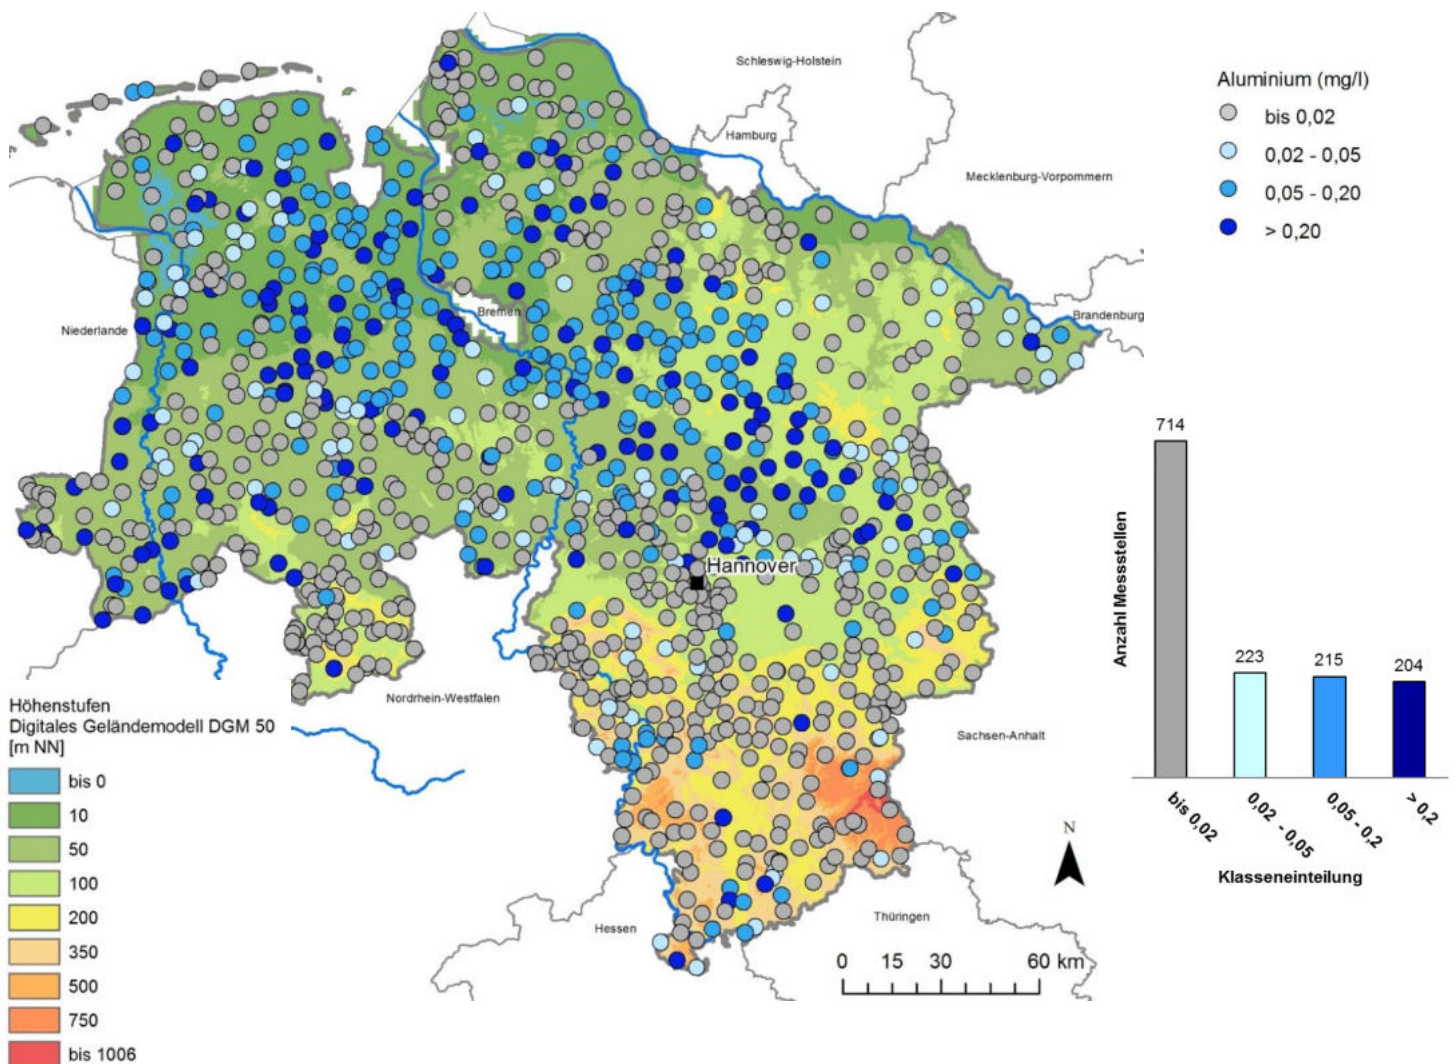 Schleswig-Holstein
Hamburg
Mecklenburg-Vorpommern
Bremen
Niederlande
Brandenburg
Hannover
Nordrhein-Westfalen
Sachsen-Anhalt
Hessen
Thüringen
N
0 15 30 60 km
Aluminium (mg/l)
bis 0,02
0,02 - 0,05
0,05 - 0,20
> 0,20
Höhenstufen
Digitales Geländemodell DGM 50
[m NN]
bis 0
10
50
100
200
350
500
750
bis 1006
714
223
215
204
Anzahl Messstellen
bis 0,02
0,02 - 0,05
0,05 - 0,2
> 0,2
Klasseneinteilung